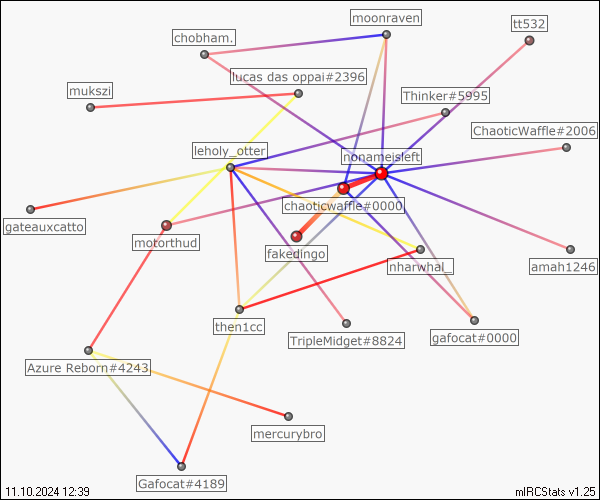 moonraven
tt532
chobham.
lucas das oppai#2396
mukszi
Thinker#5995
ChaoticWaffle#2006
leholy_otter
nonameisleft
chaoticwaffle#0000
gateauxcatto
motorthud
fakedingo
nharwhal_
amah1246
then1cc
TripleMidget#8824
gafocat#0000
Azure Reborn#4243
mercurybro
Gafocat#4189
11.10.2024 12:39
mIRCStats v1.25